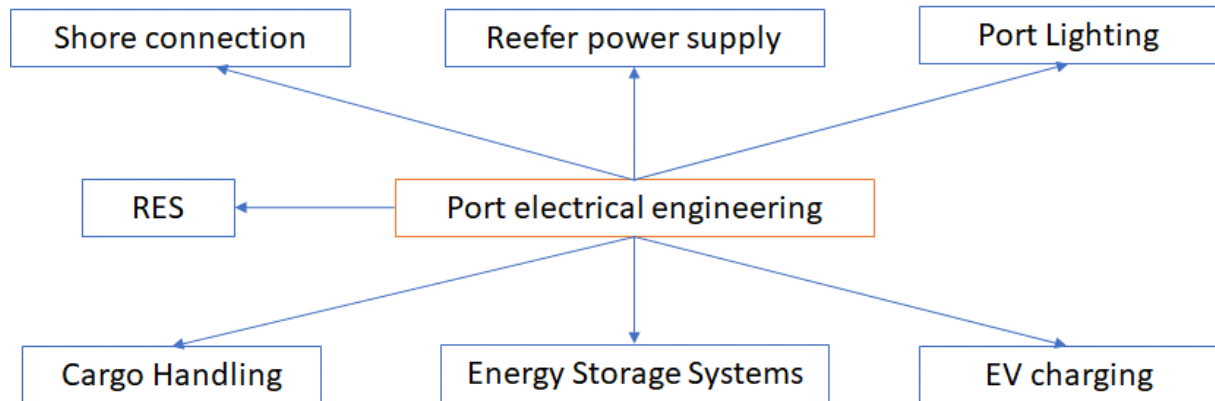 Shore connection
Reefer power supply
Port Lighting
RES
Port electrical engineering
Cargo Handling
Energy Storage Systems
EV charging